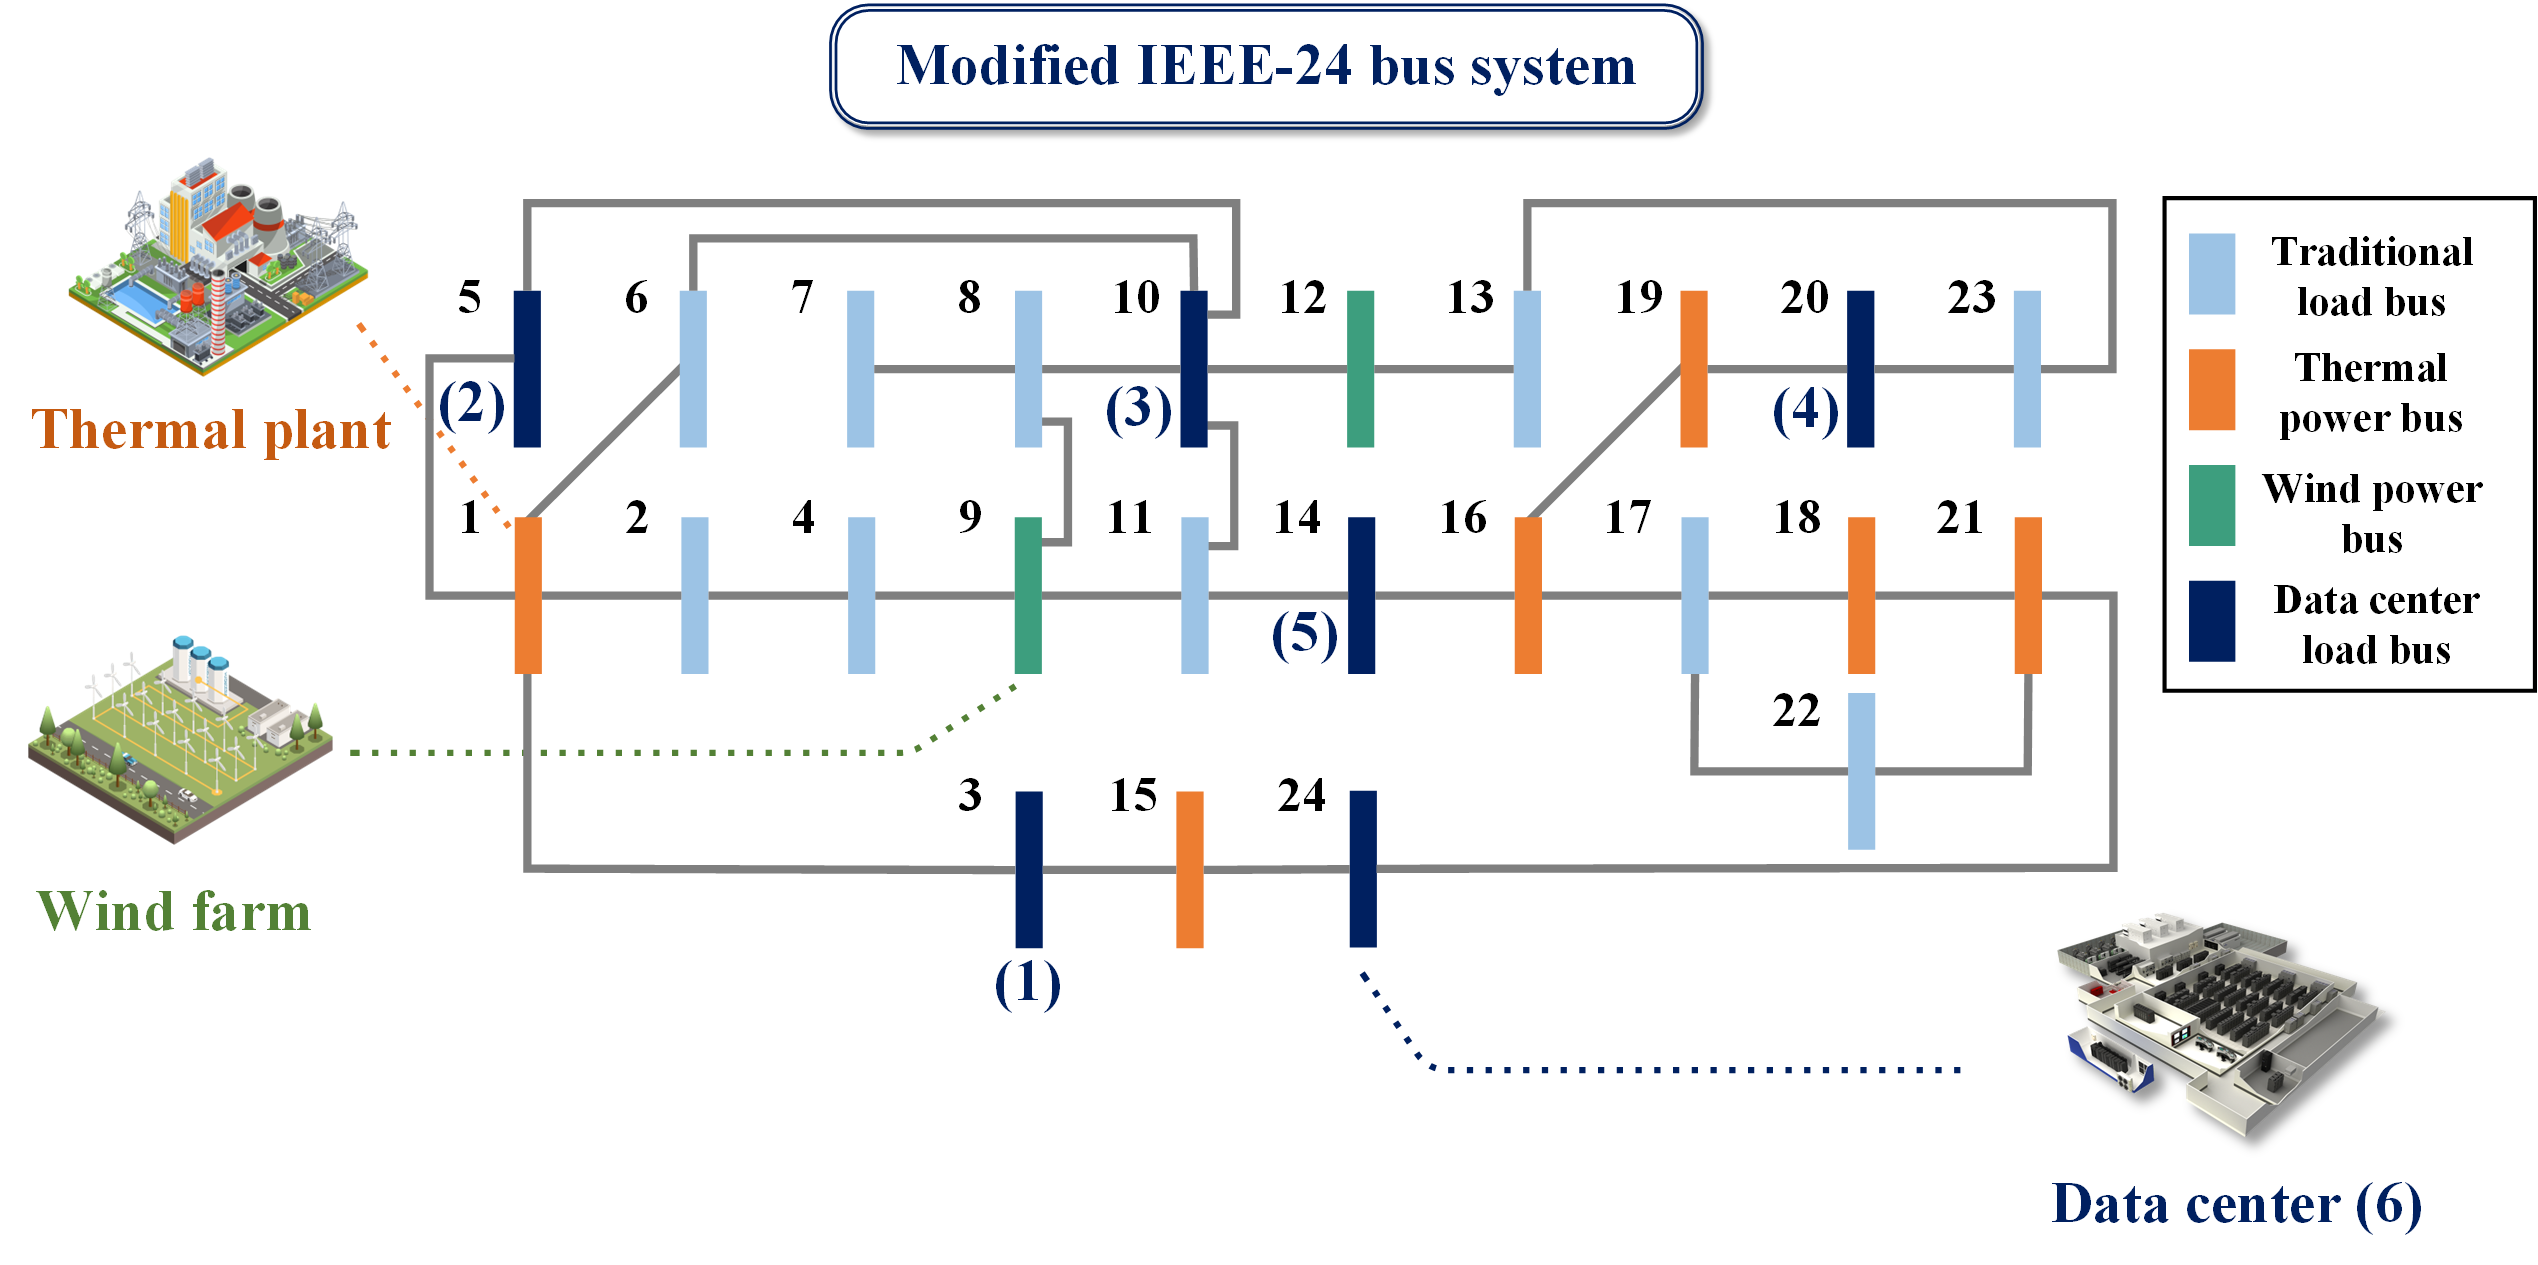 Modified IEEE-24 bus system
5 6 7 8 10 12 13 19 20 23
(2) (3) (4)
Thermal plant
1 2 4 9 11 14 16 17 18 21
(5)
22
3 15 24
(1)
Wind farm
Data center (6)
Traditional
load bus
Thermal
power bus
Wind power
bus
Data center
load bus